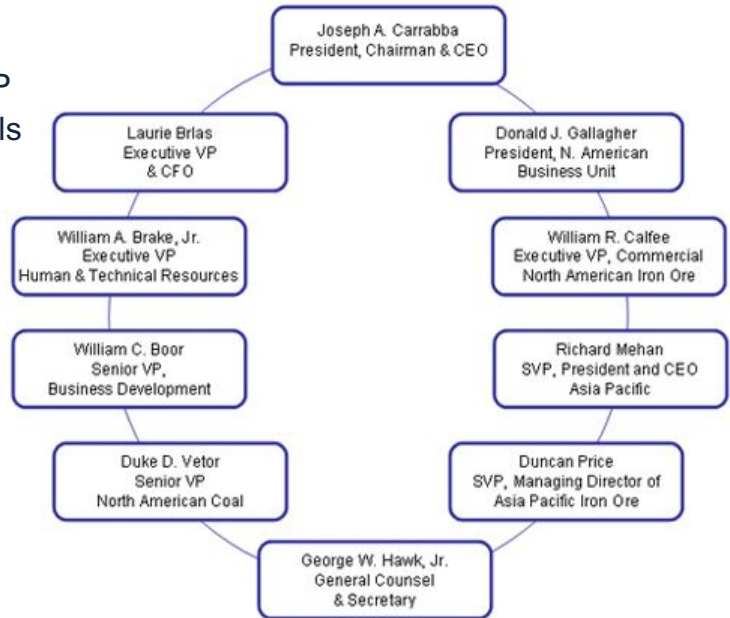 P
ls
Joseph A. Carrabba
President, Chairman & CEO
Laurie Brlas
Executive VP
& CFO
Donald J. Gallagher
President, N. American
Business Unit
William A. Brake, Jr.
Executive VP
Human & Technical Resources
William R. Calfee
Executive VP, Commercial
North American Iron Ore
William C. Boor
Senior VP,
Business Development
Richard Mehan
SVP, President and CEO
Asia Pacific
Duke D. Vetor
Senior VP
North American Coal
Duncan Price
SVP, Managing Director of
Asia Pacific Iron Ore
George W. Hawk, Jr.
General Counsel
& Secretary